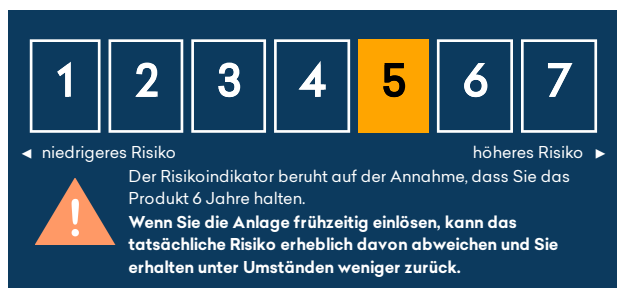 1 2 3 4 5 6 7
◄ niedrigeres Risiko höheres Risiko ►
Der Risikoindikator beruht auf der Annahme, dass Sie das
Produkt 6 Jahre halten.
Wenn Sie die Anlage frühzeitig einlösen, kann das
tatsächliche Risiko erheblich davon abweichen und Sie
erhalten unter Umständen weniger zurück.
!